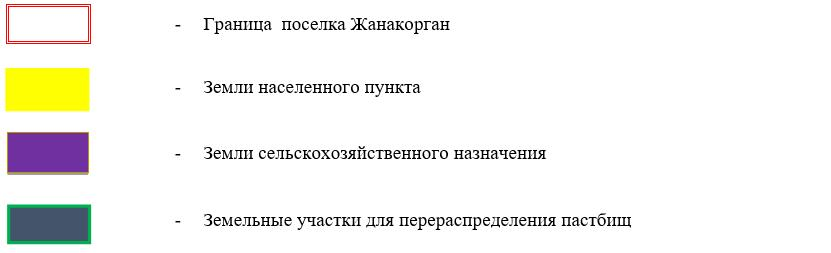 - Граница  поселка Жанакорган
- Земли населенного пункта
- Земли сельскохозяйственного назначения
- Земельные участки для перераспределения пастбищ